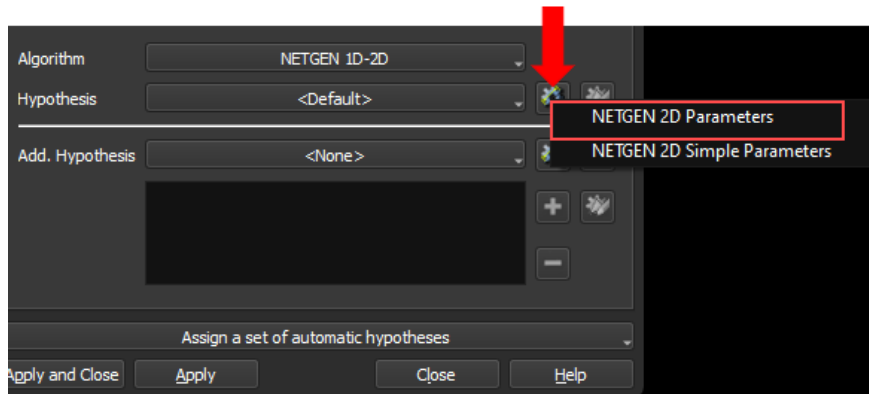 Algorithm NETGEN 1D-2D
Hypothesis <Default>
NETGEN 2D Parameters
Add. Hypothesis <None>
NETGEN 2D Simple Parameters
Assign a set of automatic hypotheses
Apply and Close Apply Close Help